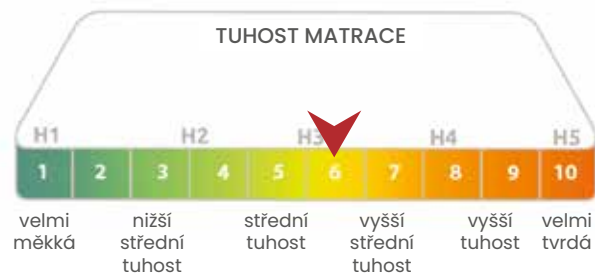 TUHOST MATRACE
H1 H2 H3 H4 H5
1 2 3 4 5 6 7 8 9 10
velmi měkká
nižší střední tuhost
střední tuhost
vyšší střední tuhost
vyšší tuhost
velmi tvrdá